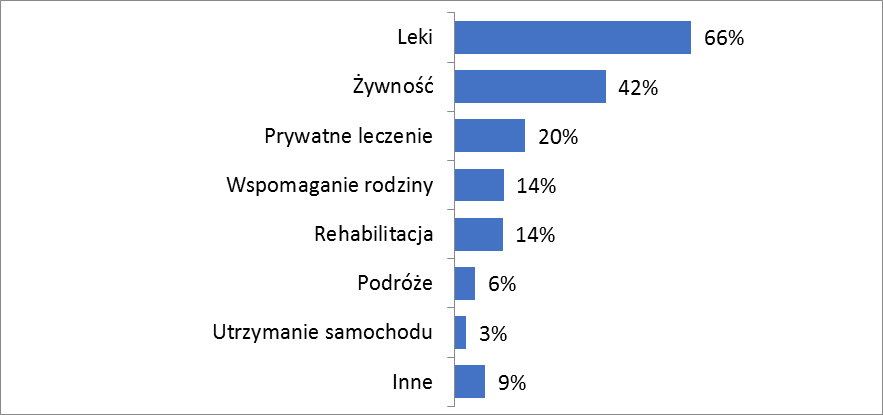 Leki 66%
Żywność 42%
Prywatne leczenie 20%
Wspomaganie rodziny 14%
Rehabilitacja 14%
Podróże 6%
Utrzymanie samochodu 3%
Inne 9%